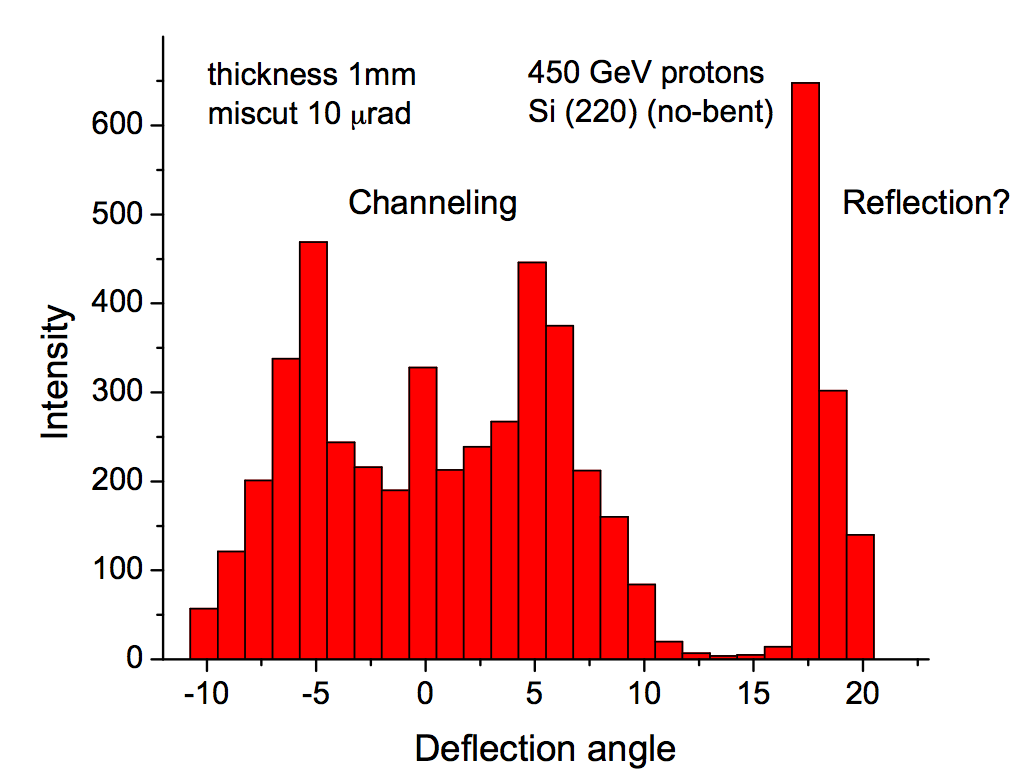 thickness 1mm
miscut 10 μrad
450 GeV protons
Si (220) (no-bent)
Channeling
Reflection?
Intensity
600
500
400
300
200
100
0
-10 -5 0 5 10 15 20
Deflection angle